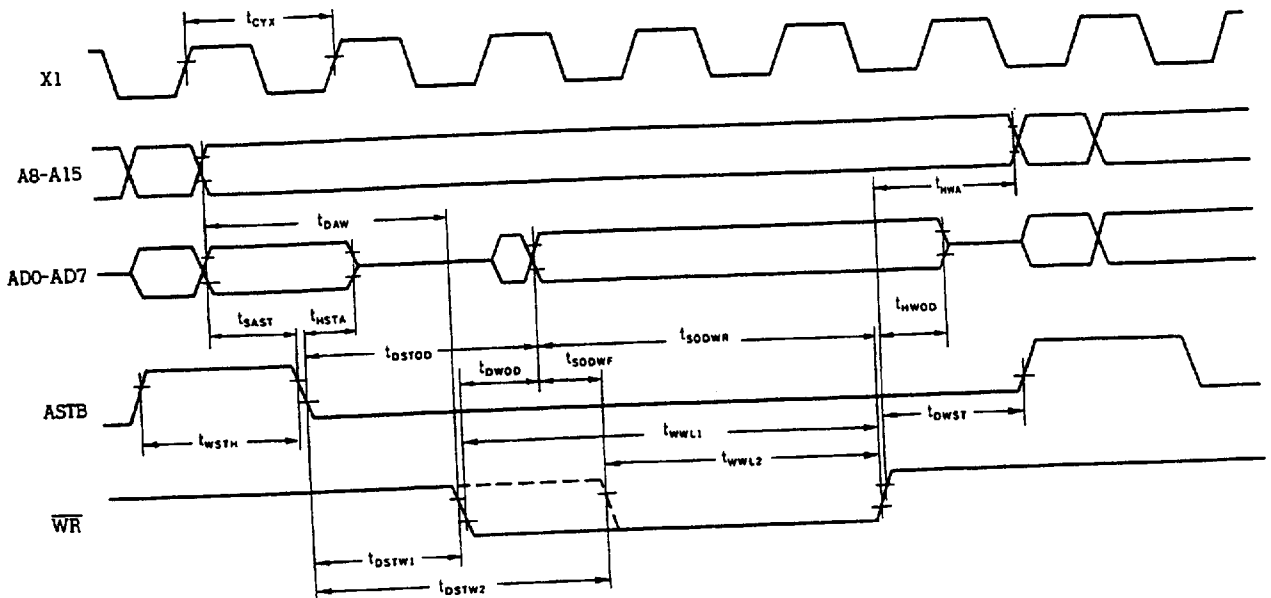 tCYX
X1
A8-A15
tHWA
tDAW
AD0-AD7
tSAST
tHSTA
tHWOD
tDSTOD
tSODWR
tDWOD
tSODWF
ASTB
tDWST
tWSTH
tWWL1
tWWL2
WR
tDSTW1
tDSTW2